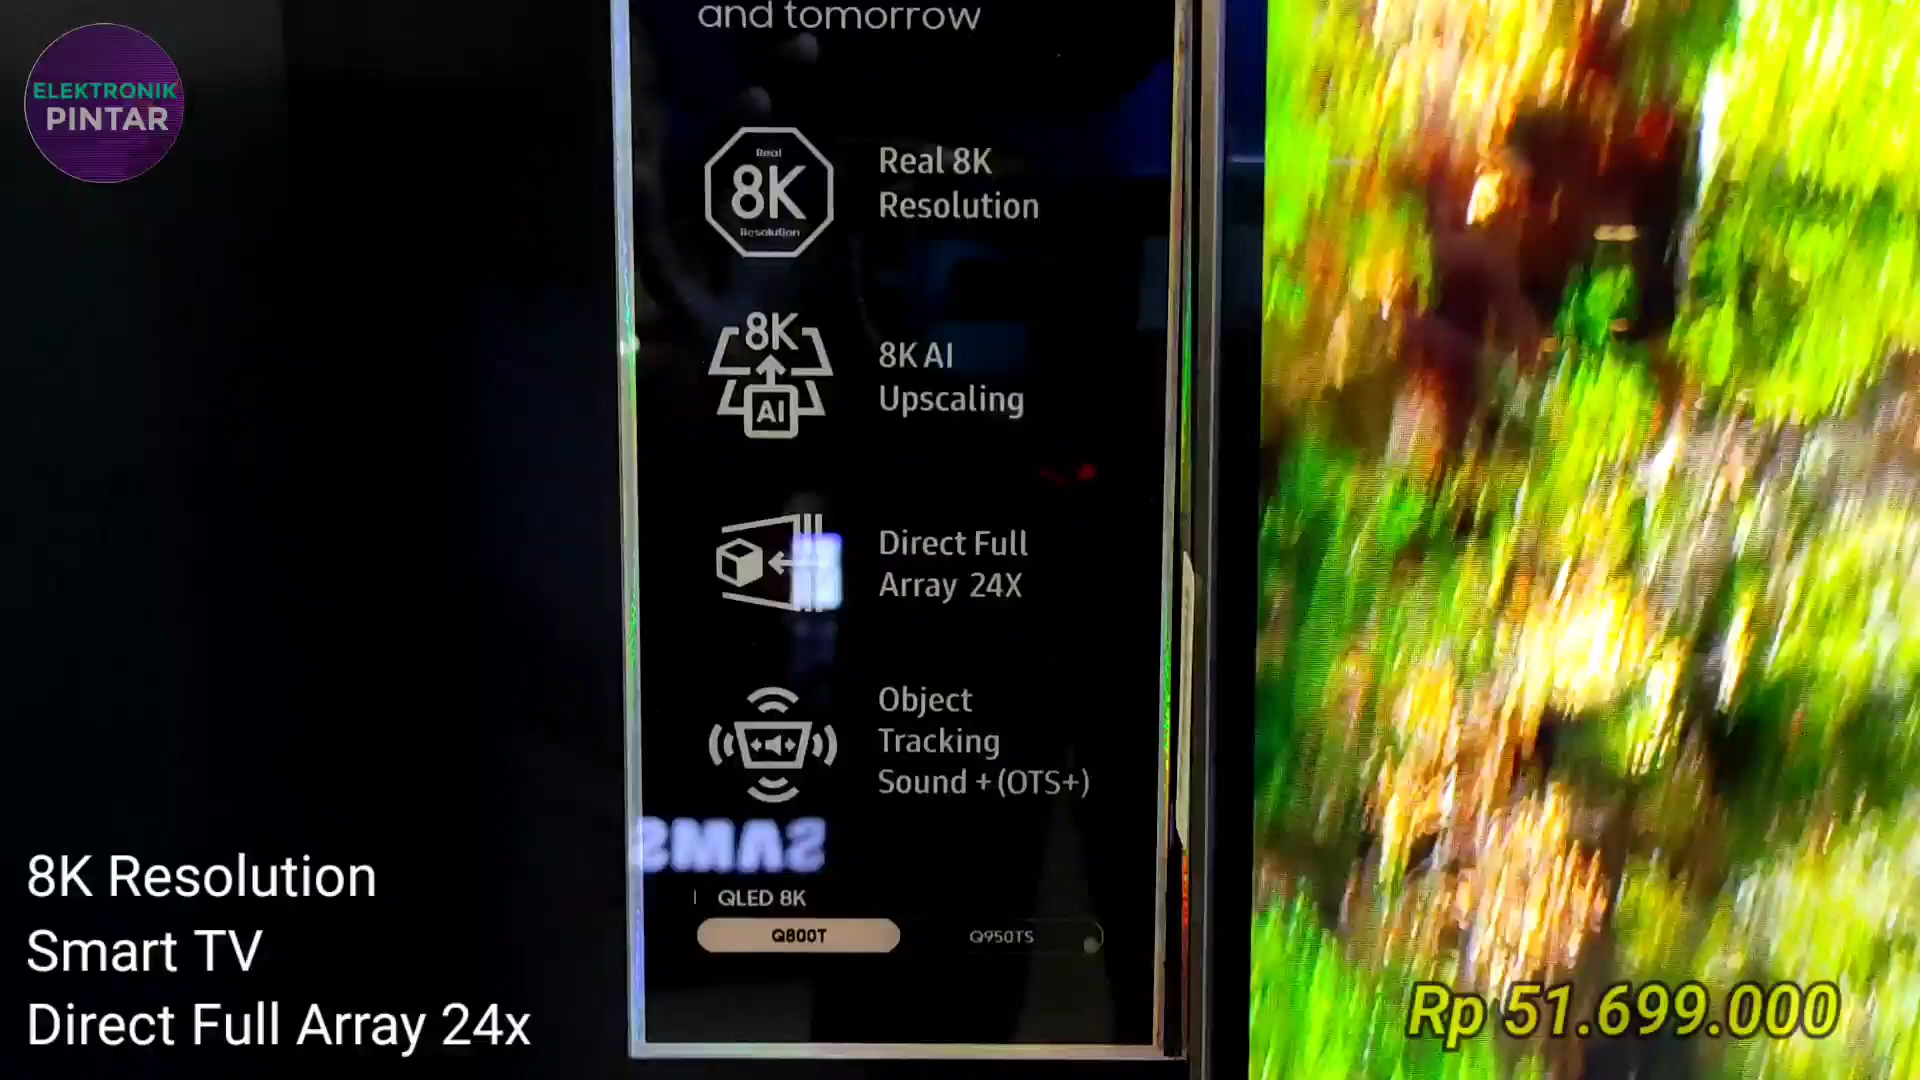 ELEKTRONIK
PINTAR
and tomorrow
Real
8K
Resolution
Real 8K
Resolution
8K
AI
8K AI
Upscaling
Direct Full
Array 24X
Object
Tracking
Sound + (OTS+)
SAMS
QLED 8K
Q800T
Q950TS
8K Resolution
Smart TV
Direct Full Array 24x
Rp 51.699.000